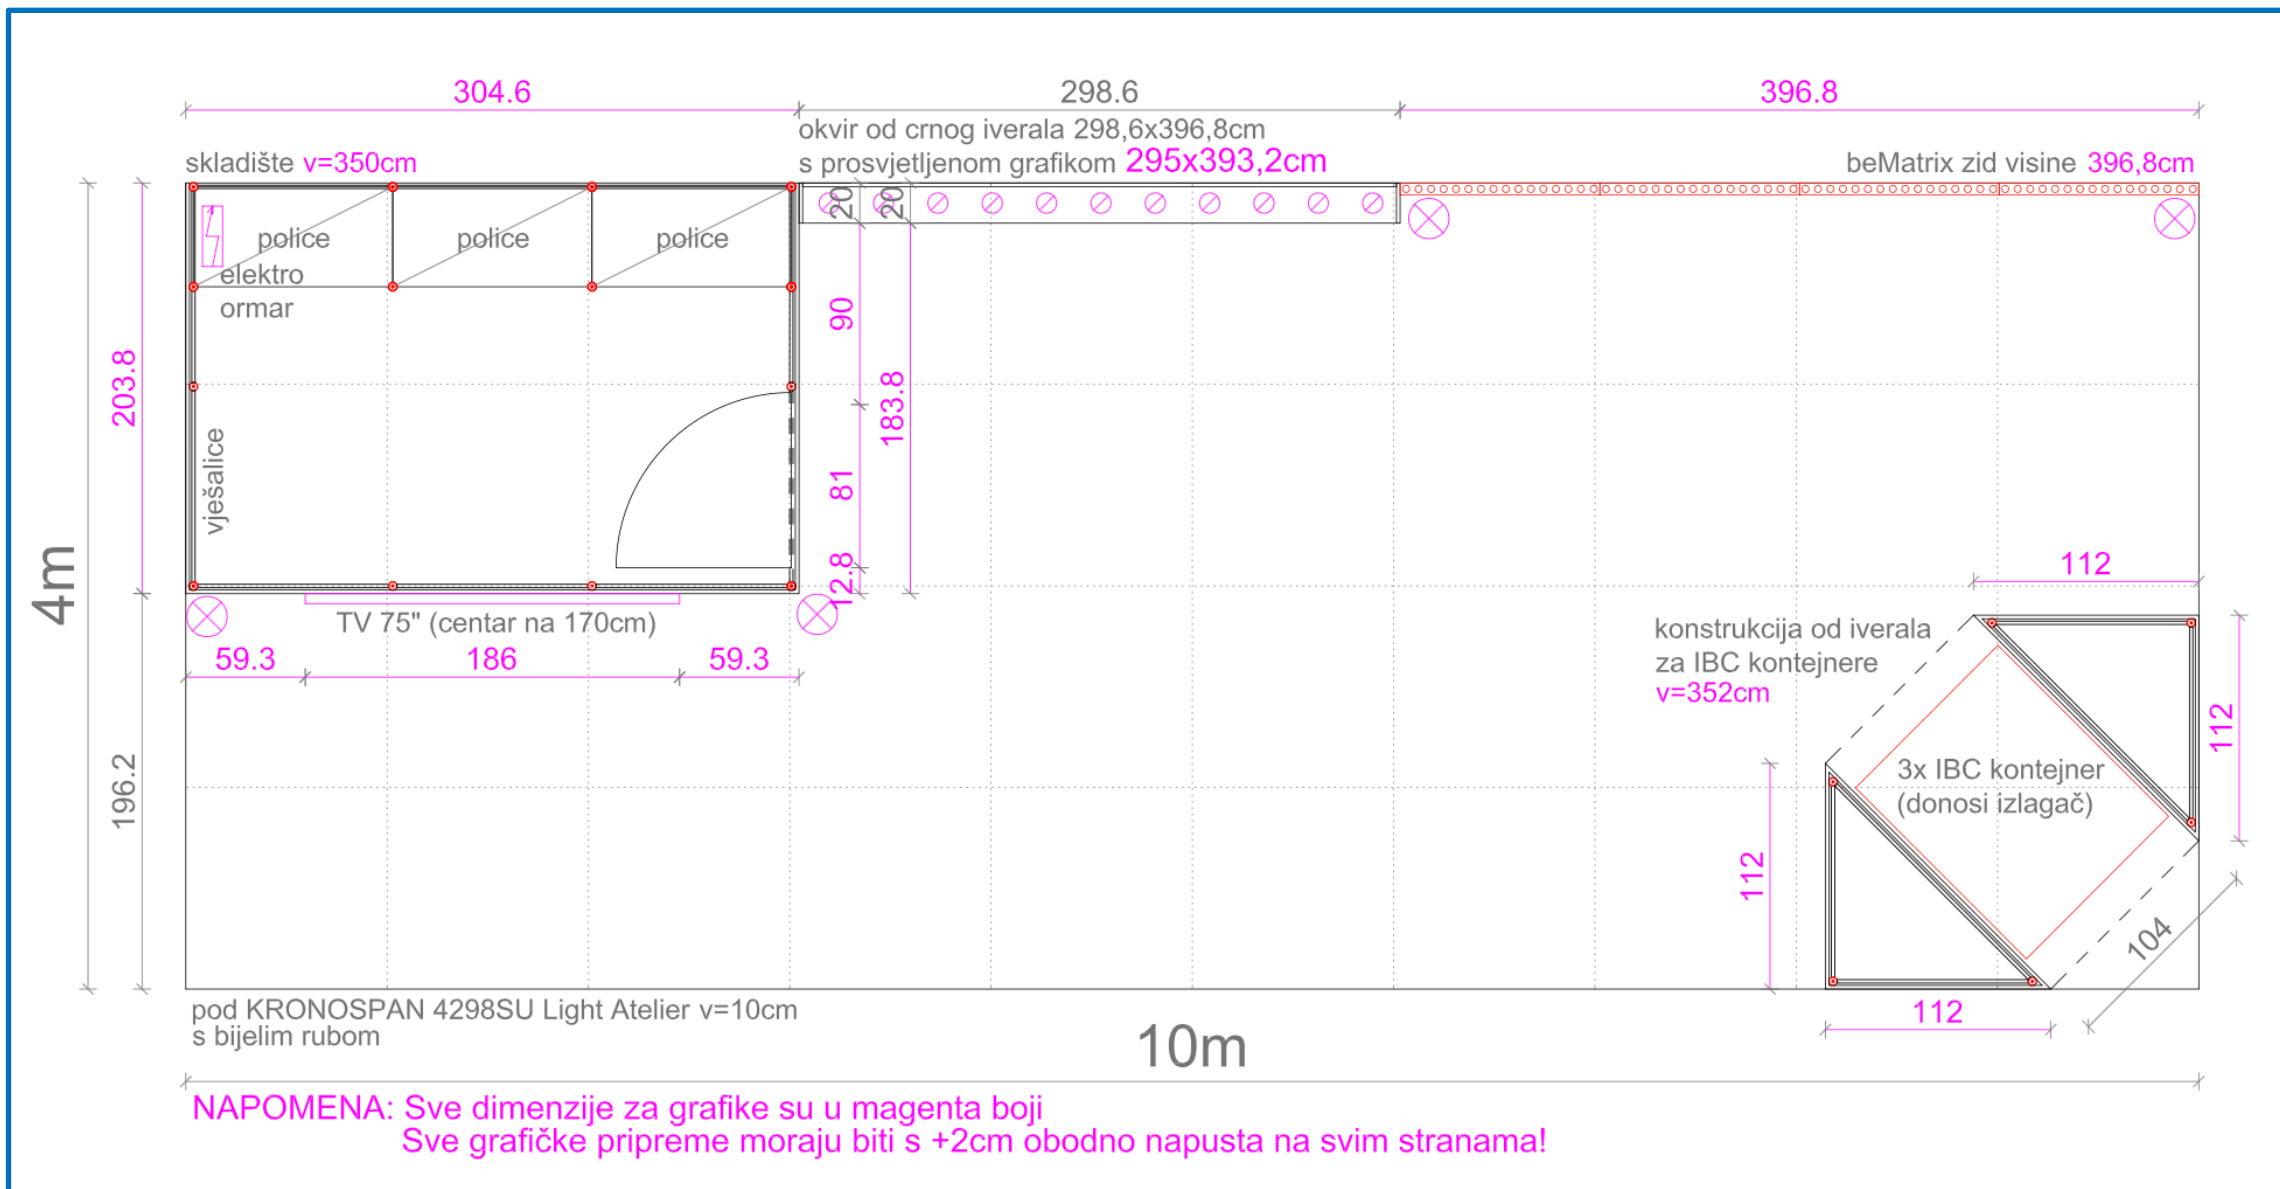 304.6
298.6
396.8
okvir od crnog iverala 298,6x396,8cm
s prosvjetljenom grafikom 295x393,2cm
skladište v=350cm
beMatrix zid visine 396,8cm
20
20
police
police
police
elektro
ormar
90
203.8
183.8
vješalice
81
12.8
4m
112
TV 75" (centar na 170cm)
konstrukcija od iverala
za IBC kontejnere
v=352cm
59.3
186
59.3
112
196.2
3x IBC kontejner
(donosi izlagač)
112
104
pod KRONOSPAN 4298SU Light Atelier v=10cm
s bijelim rubom
112
10m
NAPOMENA: Sve dimenzije za grafike su u magenta boji
Sve grafičke pripreme moraju biti s +2cm obodno napusta na svim stranama!